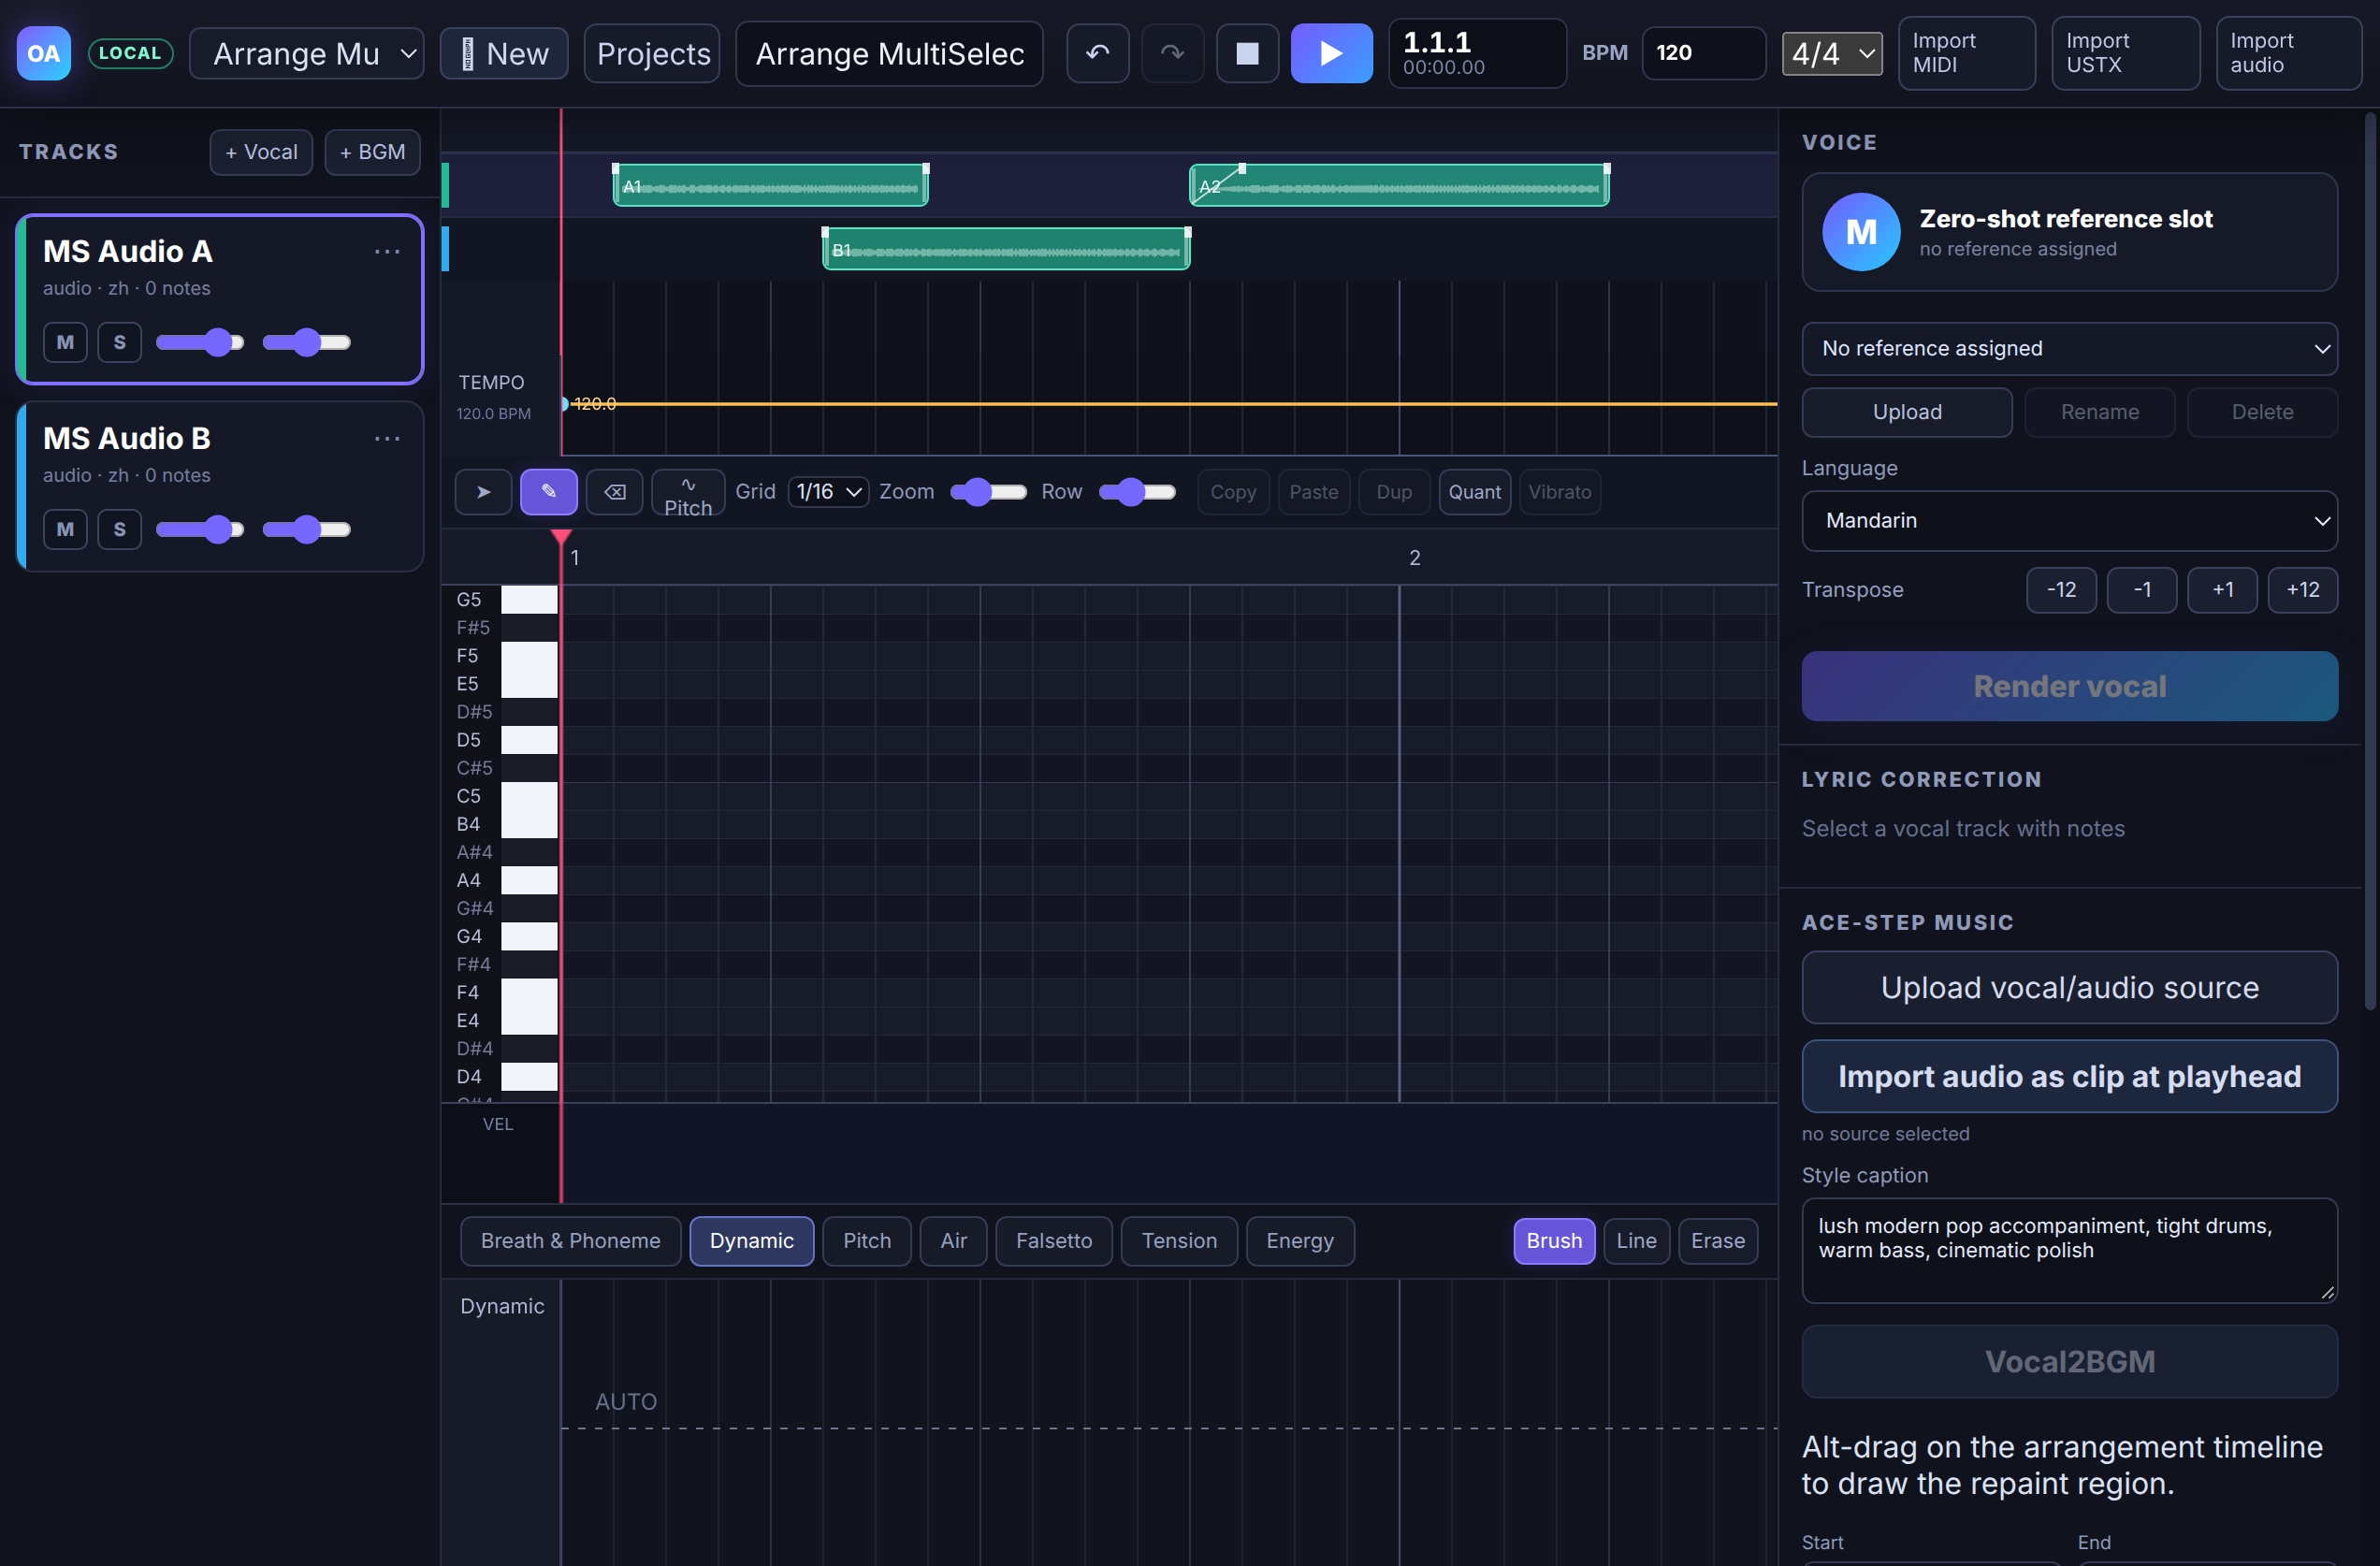 OA
LOCAL
Arrange Mu
New
Projects
Arrange MultiSelec
1.1.1
00:00.00
BPM
120
4/4
Import
MIDI
Import
USTX
Import
audio
TRACKS
+ Vocal
+ BGM
MS Audio A
audio · zh · 0 notes
M
S
MS Audio B
audio · zh · 0 notes
M
S
A1
A2
B1
TEMPO
120.0 BPM
120.0
Pitch
Grid
1/16
Zoom
Row
Copy
Paste
Dup
Quant
Vibrato
1
2
G5
F#5
F5
E5
D#5
D5
C#5
C5
B4
A#4
A4
G#4
G4
F#4
F4
E4
D#4
D4
C#4
VEL
Breath & Phoneme
Dynamic
Pitch
Air
Falsetto
Tension
Energy
Brush
Line
Erase
Dynamic
AUTO
VOICE
M
Zero-shot reference slot
no reference assigned
No reference assigned
Upload
Rename
Delete
Language
Mandarin
Transpose
-12
-1
+1
+12
Render vocal
LYRIC CORRECTION
Select a vocal track with notes
ACE-STEP MUSIC
Upload vocal/audio source
Import audio as clip at playhead
no source selected
Style caption
lush modern pop accompaniment, tight drums,
warm bass, cinematic polish
Vocal2BGM
Alt-drag on the arrangement timeline
to draw the repaint region.
Start
End